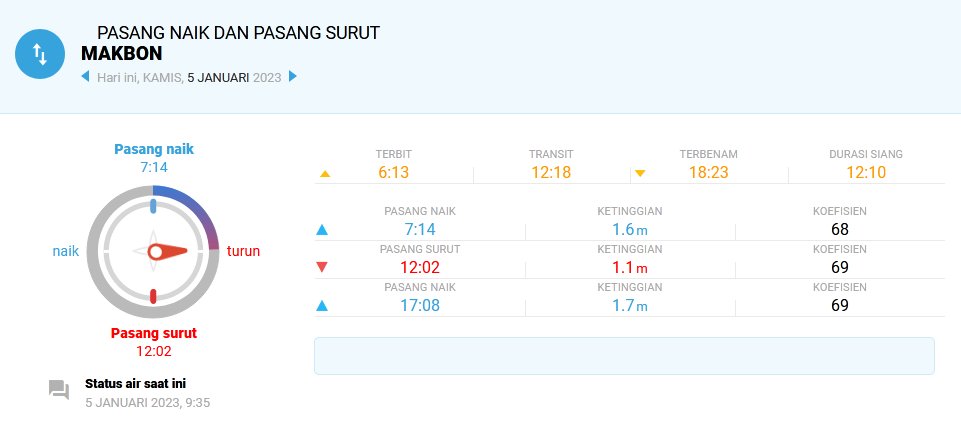 PASANG NAIK DAN PASANG SURUT
MAKBON
Hari ini, KAMIS, 5 JANUARI 2023
Pasang naik
7:14
naik
turun
Pasang surut
12:02
Status air saat ini
5 JANUARI 2023, 9:35
TERBIT TRANSIT TERBENAM DURASI SIANG
6:13 12:18 18:23 12:10
PASANG NAIK KETINGGIAN KOEFISIEN
7:14 1.6 m 68
PASANG SURUT KETINGGIAN KOEFISIEN
12:02 1.1 m 69
PASANG NAIK KETINGGIAN KOEFISIEN
17:08 1.7 m 69